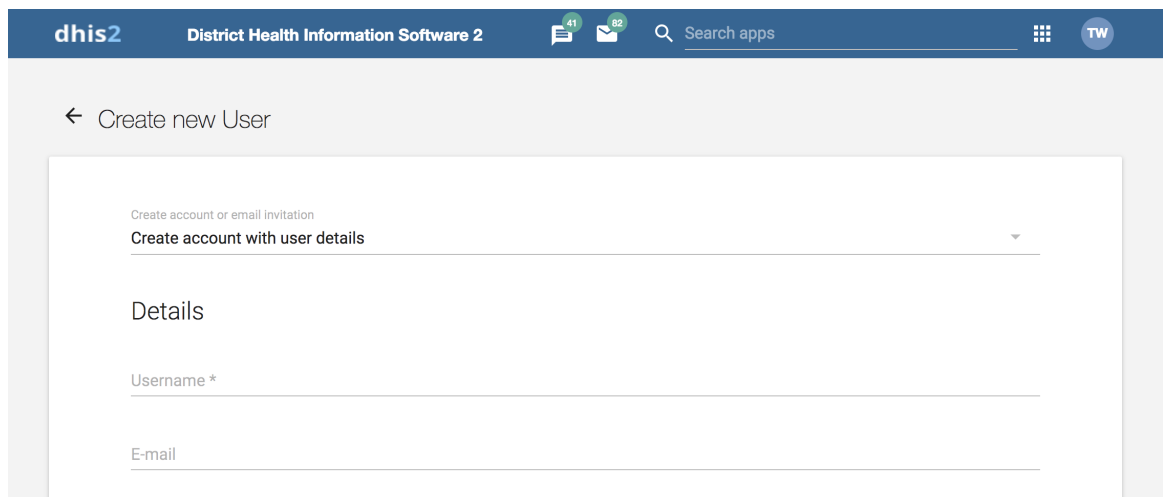 dhis2 District Health Information Software 2 41 82 Search apps TW
Create new User
Create account or email invitation
Create account with user details
Details
Username *
E-mail